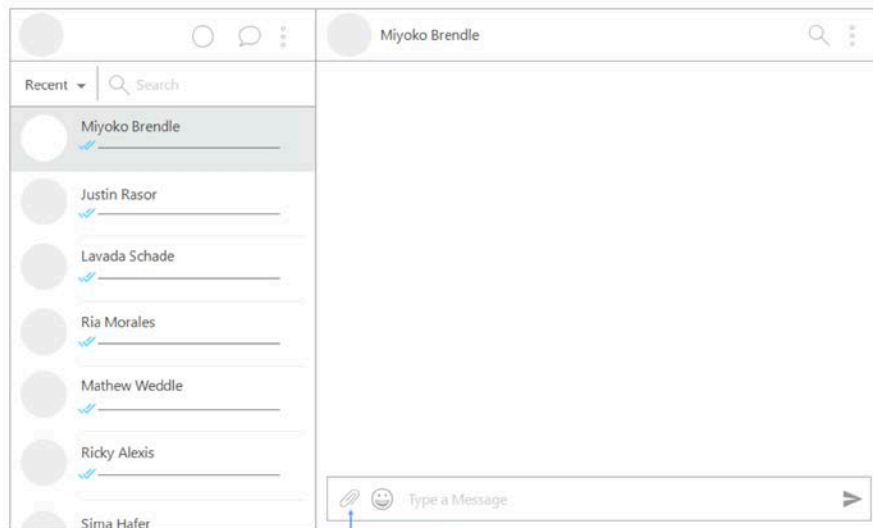 Miyoko Brendle
Recent
Search
Miyoko Brendle
Justin Rasor
Lavada Schade
Ria Morales
Mathew Weddle
Ricky Alexis
Sima Hafer
Type a Message